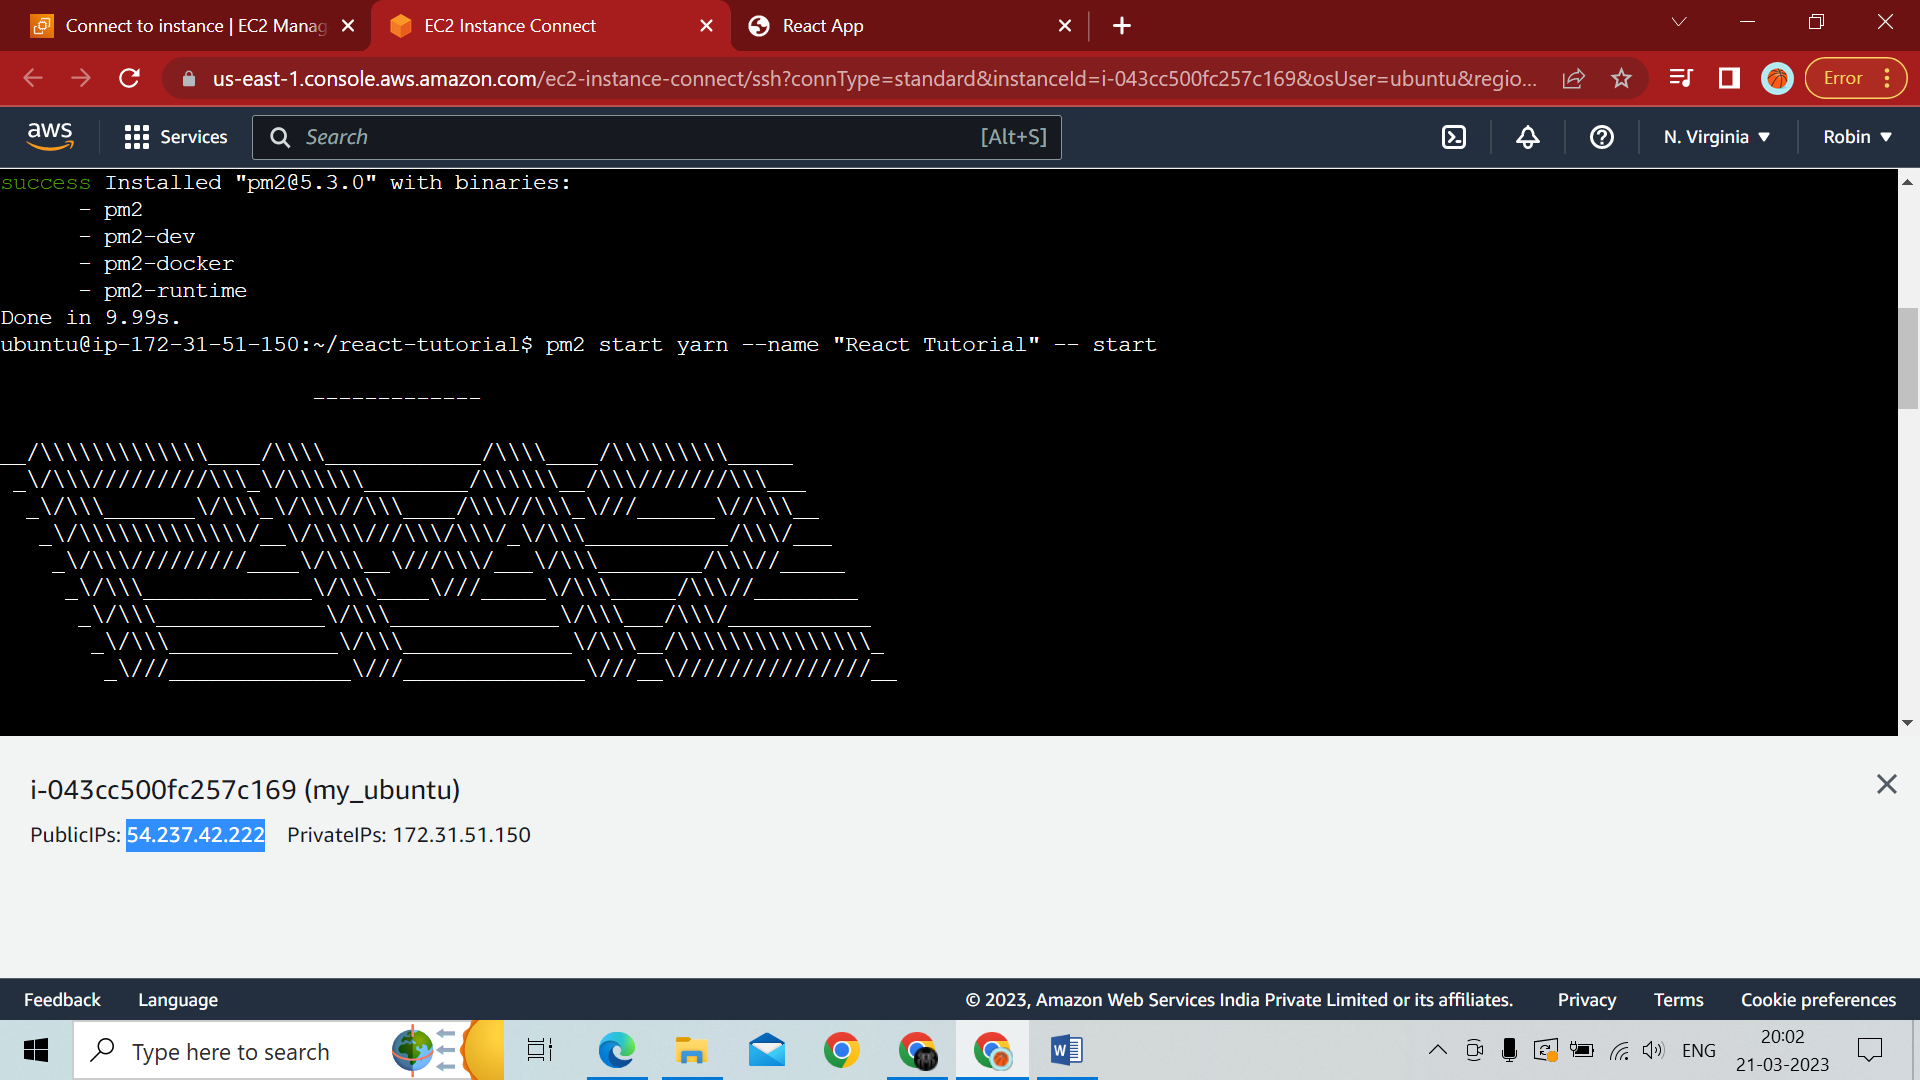 Connect to instance | EC2 Manag
EC2 Instance Connect
React App
us-east-1.console.aws.amazon.com/ec2-instance-connect/ssh?connType=standard&instanceId=i-043cc500fc257c169&osUser=ubuntu&regio...
Error
aws
Services
Search
[Alt+S]
N. Virginia
Robin
success Installed "pm2@5.3.0" with binaries:
- pm2
- pm2-dev
- pm2-docker
- pm2-runtime
Done in 9.99s.
ubuntu@ip-172-31-51-150:~/react-tutorial$ pm2 start yarn --name "React Tutorial" -- start
i-043cc500fc257c169 (my_ubuntu)
PublicIPs: 54.237.42.222 PrivateIPs: 172.31.51.150
Feedback
Language
© 2023, Amazon Web Services India Private Limited or its affiliates.
Privacy
Terms
Cookie preferences
Type here to search
W
ENG
20:02
21-03-2023